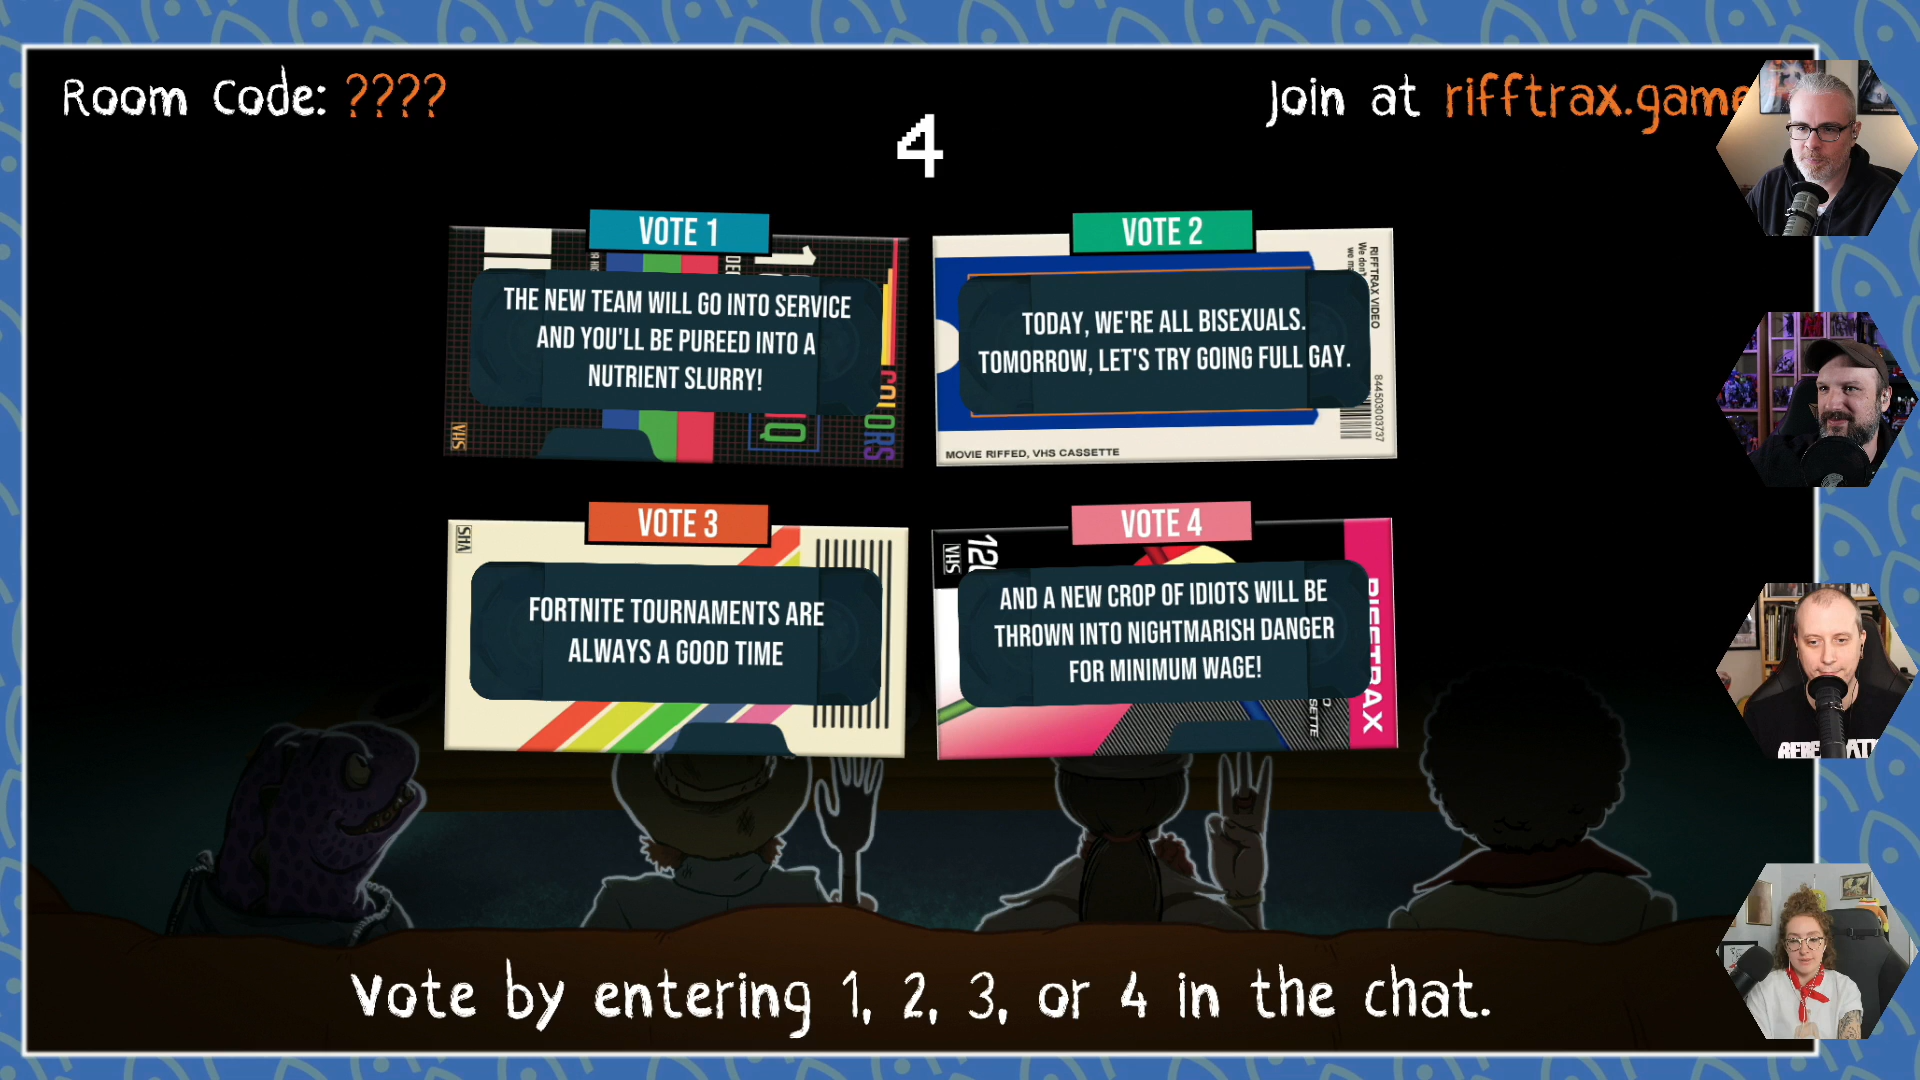 Room Code: ????
Join at rifftrax.game
4
VOTE 1
THE NEW TEAM WILL GO INTO SERVICE
AND YOU'LL BE PUREED INTO A
NUTRIENT SLURRY!
VHS
COLORS
VOTE 2
TODAY, WE'RE ALL BISEXUALS.
TOMORROW, LET'S TRY GOING FULL GAY.
RIFFTRAX VIDEO
844503003737
MOVIE RIFFED, VHS CASSETTE
VOTE 3
FORTNITE TOURNAMENTS ARE
ALWAYS A GOOD TIME
VHS
VOTE 4
AND A NEW CROP OF IDIOTS WILL BE
THROWN INTO NIGHTMARISH DANGER
FOR MINIMUM WAGE!
VHS
RIFFTRAX
Vote by entering 1, 2, 3, or 4 in the chat.